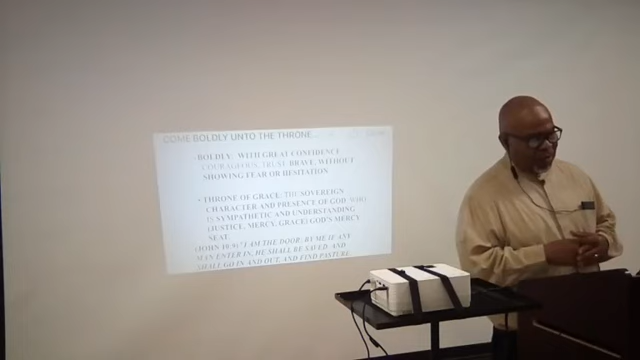 COME BOLDLY UNTO THE THRONE...
BOLDLY: WITH GREAT CONFIDENCE
COURAGEOUS, TRUST, BRAVE, WITHOUT
SHOWING FEAR OR HESITATION
THRONE OF GRACE: THE SOVEREIGN
CHARACTER AND PRESENCE OF GOD WHO
IS SYMPATHETIC AND UNDERSTANDING
(JUSTICE, MERCY, GRACE) GOD'S MERCY
SEAT
(JOHN 10:9) "I AM THE DOOR; BY ME IF ANY
MAN ENTER IN, HE SHALL BE SAVED, AND
SHALL GO IN AND OUT, AND FIND PASTURE